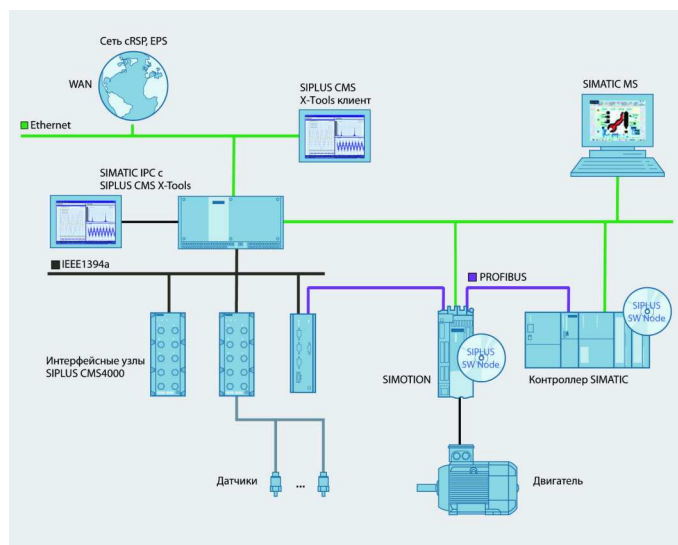 Сеть cRSP, EPS
WAN
SIPLUS CMS
X-Tools клиент
SIMATIC MS
Ethernet
SIMATIC IPC с
SIPLUS CMS X-Tools
IEEE1394a
PROFIBUS
SIPLUS
SW Node
Интерфейсные узлы
SIPLUS CMS4000
SIPLUS
SW Node
SIMOTION
Контроллер SIMATIC
Датчики
...
Двигатель